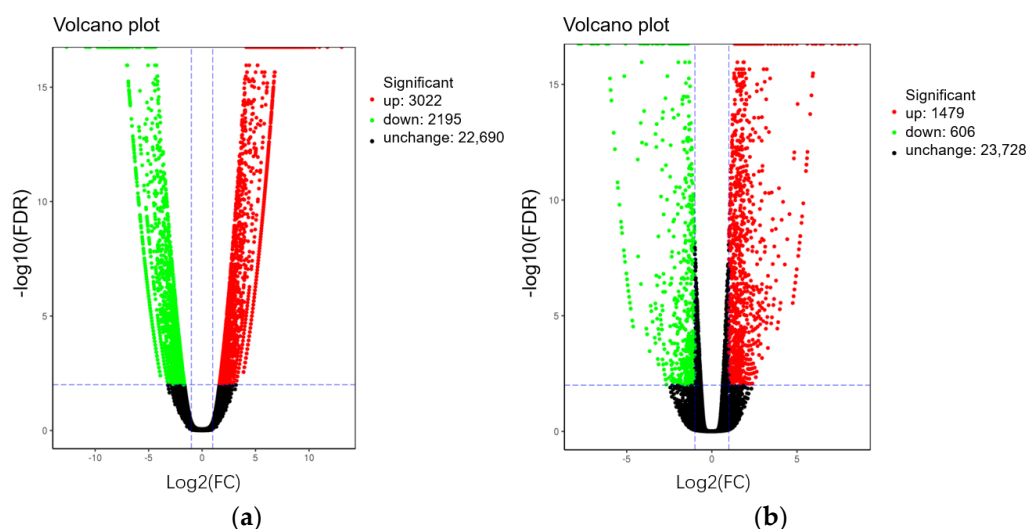 Volcano plot
-log10(FDR)
15
10
5
0
-10
-5
0
5
10
Log2(FC)
Significant
up: 3022
down: 2195
unchange: 22,690
(a)
Volcano plot
-log10(FDR)
15
10
5
0
-5
0
5
Log2(FC)
Significant
up: 1479
down: 606
unchange: 23,728
(b)